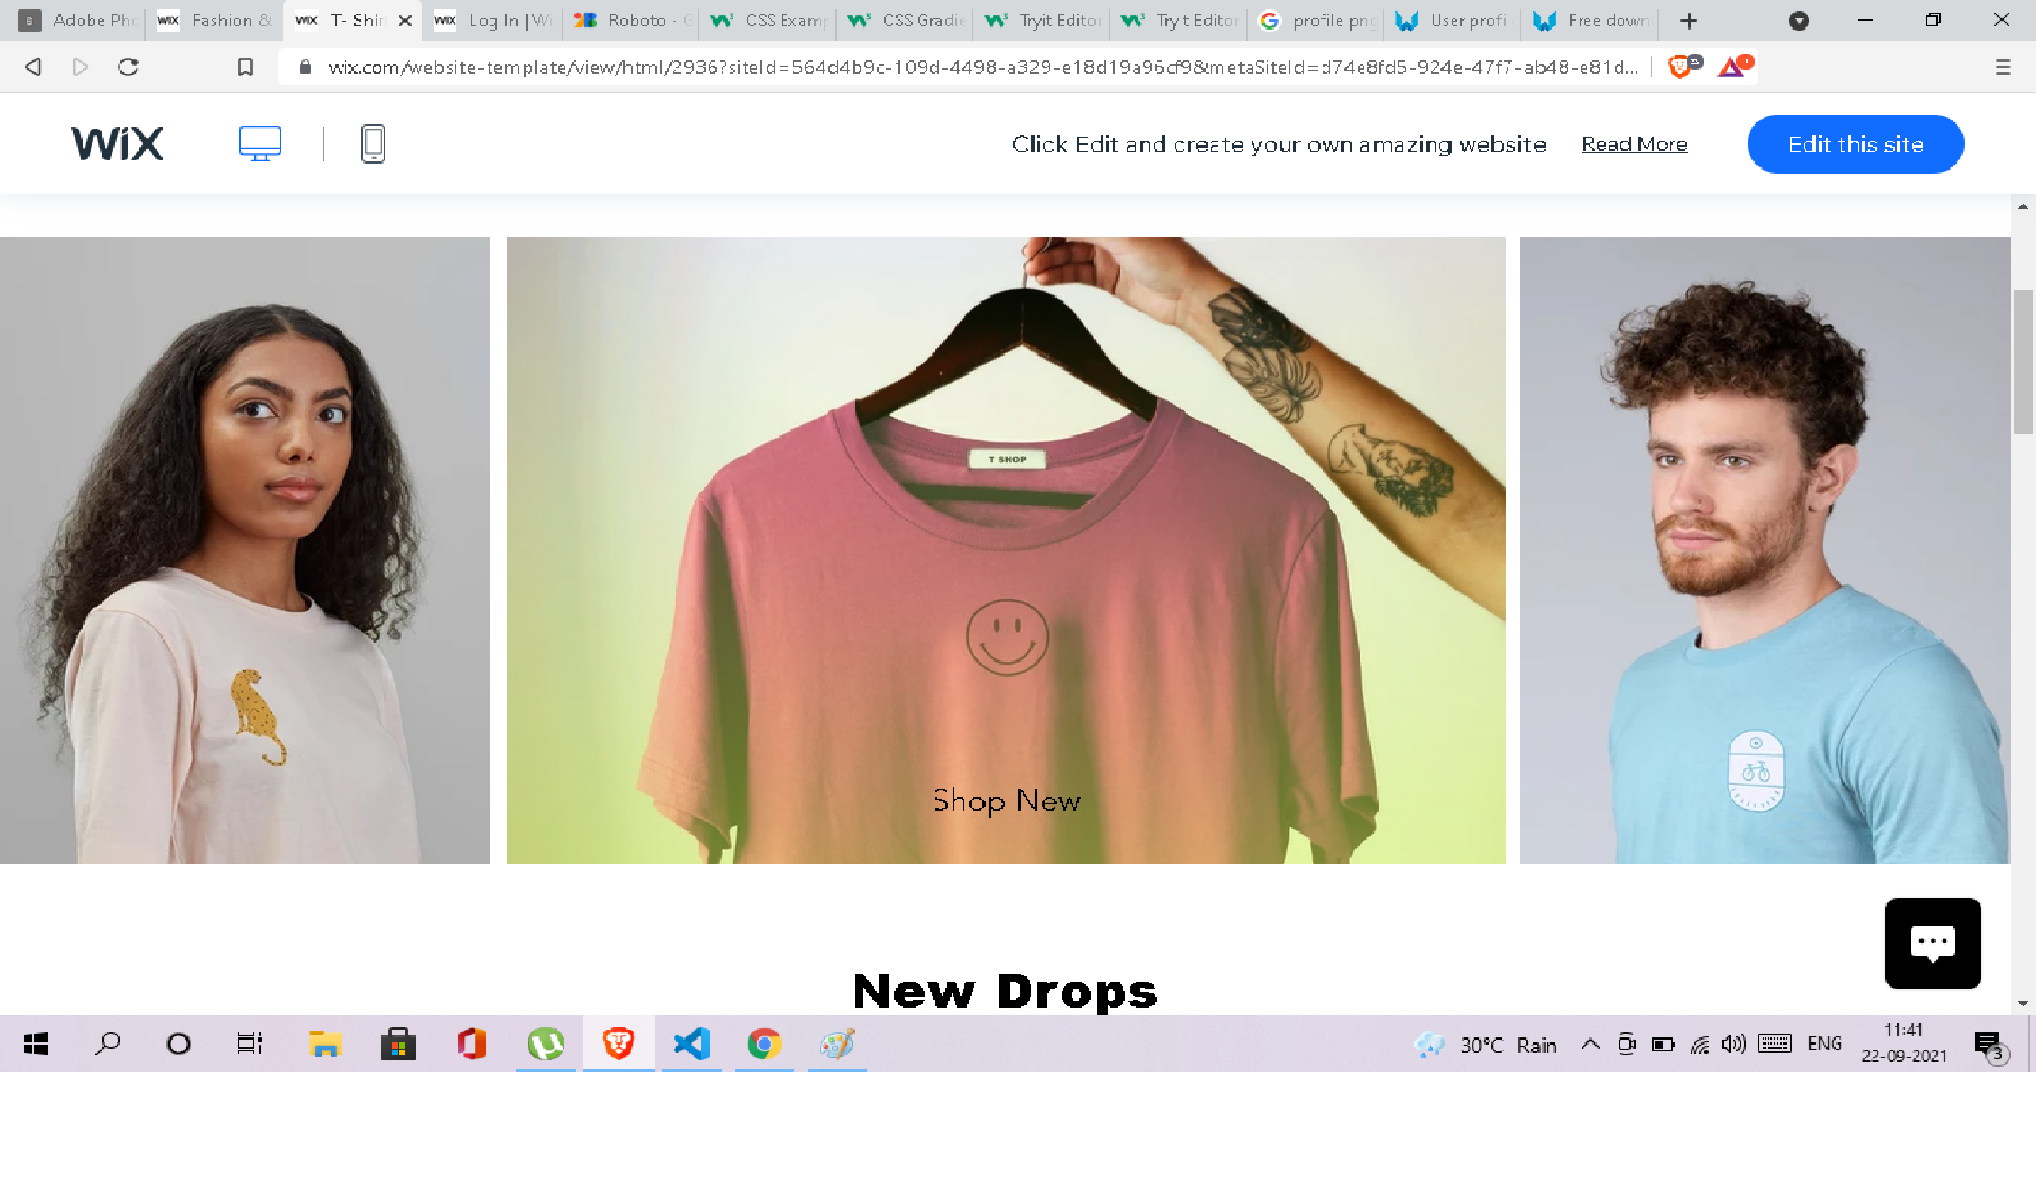 Adobe Pho
WiX Fashion &
WiX T- Shir
WiX Log In | Wi
Roboto - G
CSS Examp
CSS Gradie
Tryit Editor
Tryit Editor
profile png
User profi
Free down
wix.com/website-template/view/html/2936?siteId=564d4b9c-109d-4498-a329-e18d19a96cf9&metaSiteId=d74e8fd5-924e-47f7-ab48-e81d...
WiX
Click Edit and create your own amazing website Read More Edit this site
T SHOP
Shop New
New Drops
30°C Rain ENG
11:41
22-09-2021
3